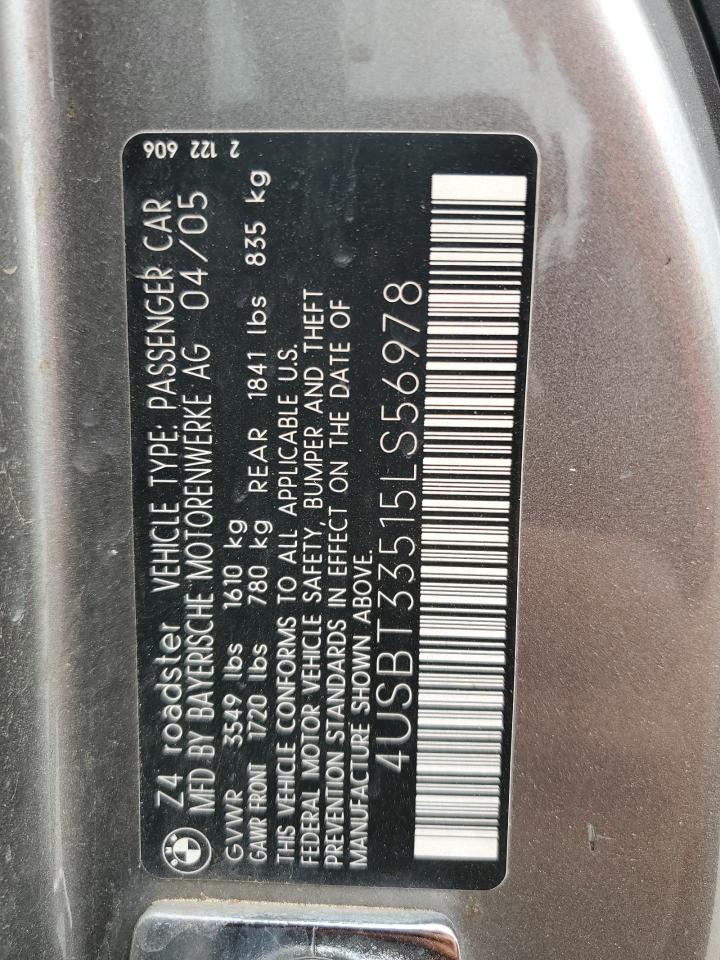 Z4 roadster VEHICLE TYPE: PASSENGER CAR
MFD BY BAYERISCHE MOTORENWERKE AG 04/05
GVWR 3549 lbs 1610 kg
GAWR FRONT 1720 lbs 780 kg REAR 1841 lbs 835 kg
THIS VEHICLE CONFORMS TO ALL APPLICABLE U.S.
FEDERAL MOTOR VEHICLE SAFETY, BUMPER AND THEFT
PREVENTION STANDARDS IN EFFECT ON THE DATE OF
MANUFACTURE SHOWN ABOVE.
4USBT33515LS56978
2 122 606